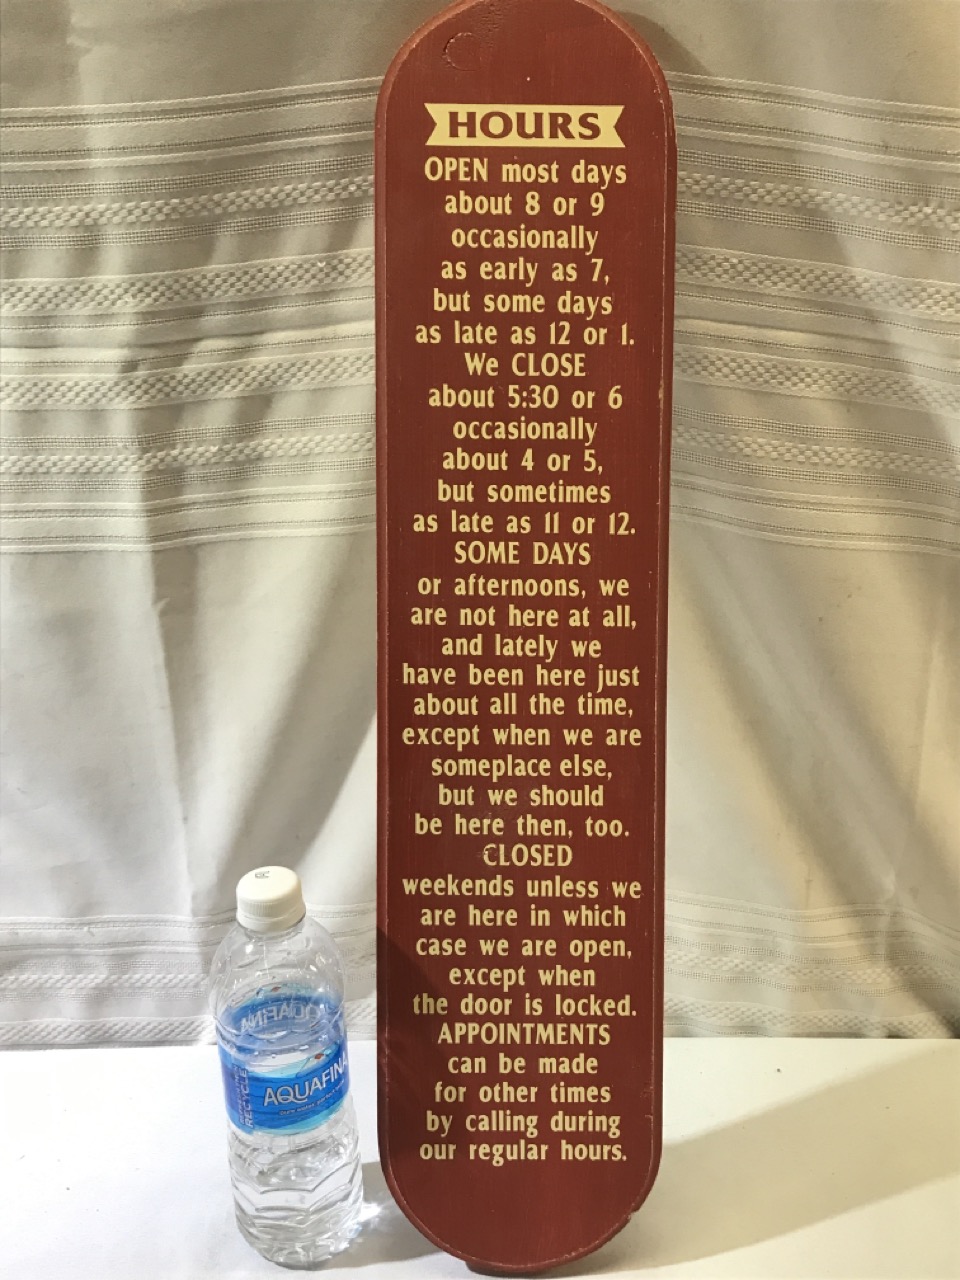 HOURS
OPEN most days
about 8 or 9
occasionally
as early as 7,
but some days
as late as 12 or 1.
We CLOSE
about 5:30 or 6
occasionally
about 4 or 5,
but sometimes
as late as 11 or 12.
SOME DAYS
or afternoons, we
are not here at all,
and lately we
have been here just
about all the time,
except when we are
someplace else,
but we should
be here then, too.
CLOSED
weekends unless we
are here in which
case we are open,
except when
the door is locked.
APPOINTMENTS
can be made
for other times
by calling during
our regular hours.
AQUAFINA
RECYCLE